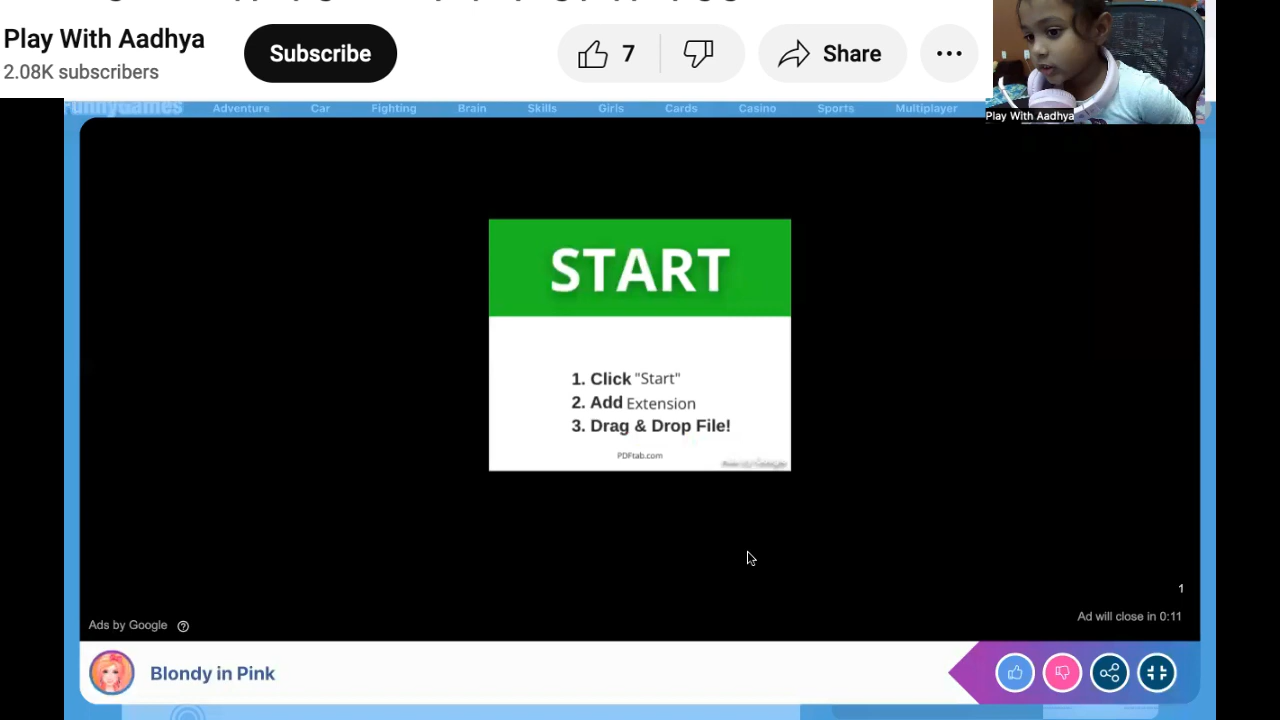 Play With Aadhya
2.08K subscribers
Subscribe
7
Share
Play With Aadhya
FunnyGames
Adventure Car Fighting Brain Skills Girls Cards Casino Sports Multiplayer
START
1. Click "Start"
2. Add Extension
3. Drag & Drop File!
PDFtab.com
1
Ads by Google
Ad will close in 0:11
Blondy in Pink